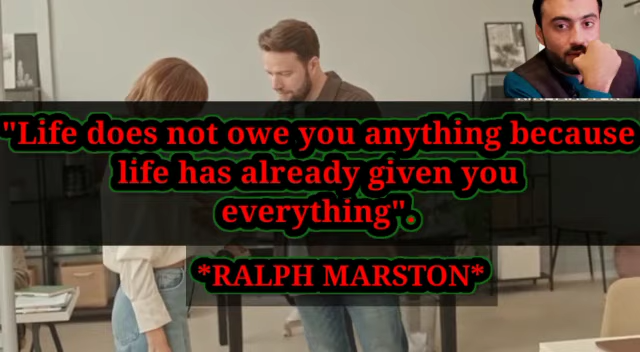 "Life does not owe you anything because
life has already given you
everything".
*RALPH MARSTON*